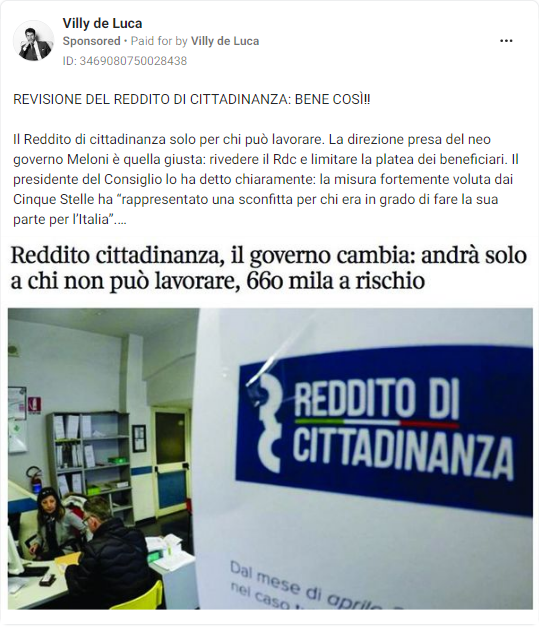 Villy de Luca
Sponsored • Paid for by Villy de Luca
ID: 3469080750028438
REVISIONE DEL REDDITO DI CITTADINANZA: BENE COSÌ!!
Il Reddito di cittadinanza solo per chi può lavorare. La direzione presa del neo
governo Meloni è quella giusta: rivedere il Rdc e limitare la platea dei beneficiari. Il
presidente del Consiglio lo ha detto chiaramente: la misura fortemente voluta dai
Cinque Stelle ha “rappresentato una sconfitta per chi era in grado di fare la sua
parte per l’Italia”....
Reddito cittadinanza, il governo cambia: andrà solo
a chi non può lavorare, 660 mila a rischio
REDDITO DI
CITTADINANZA
Dal mese di aprile
nel caso